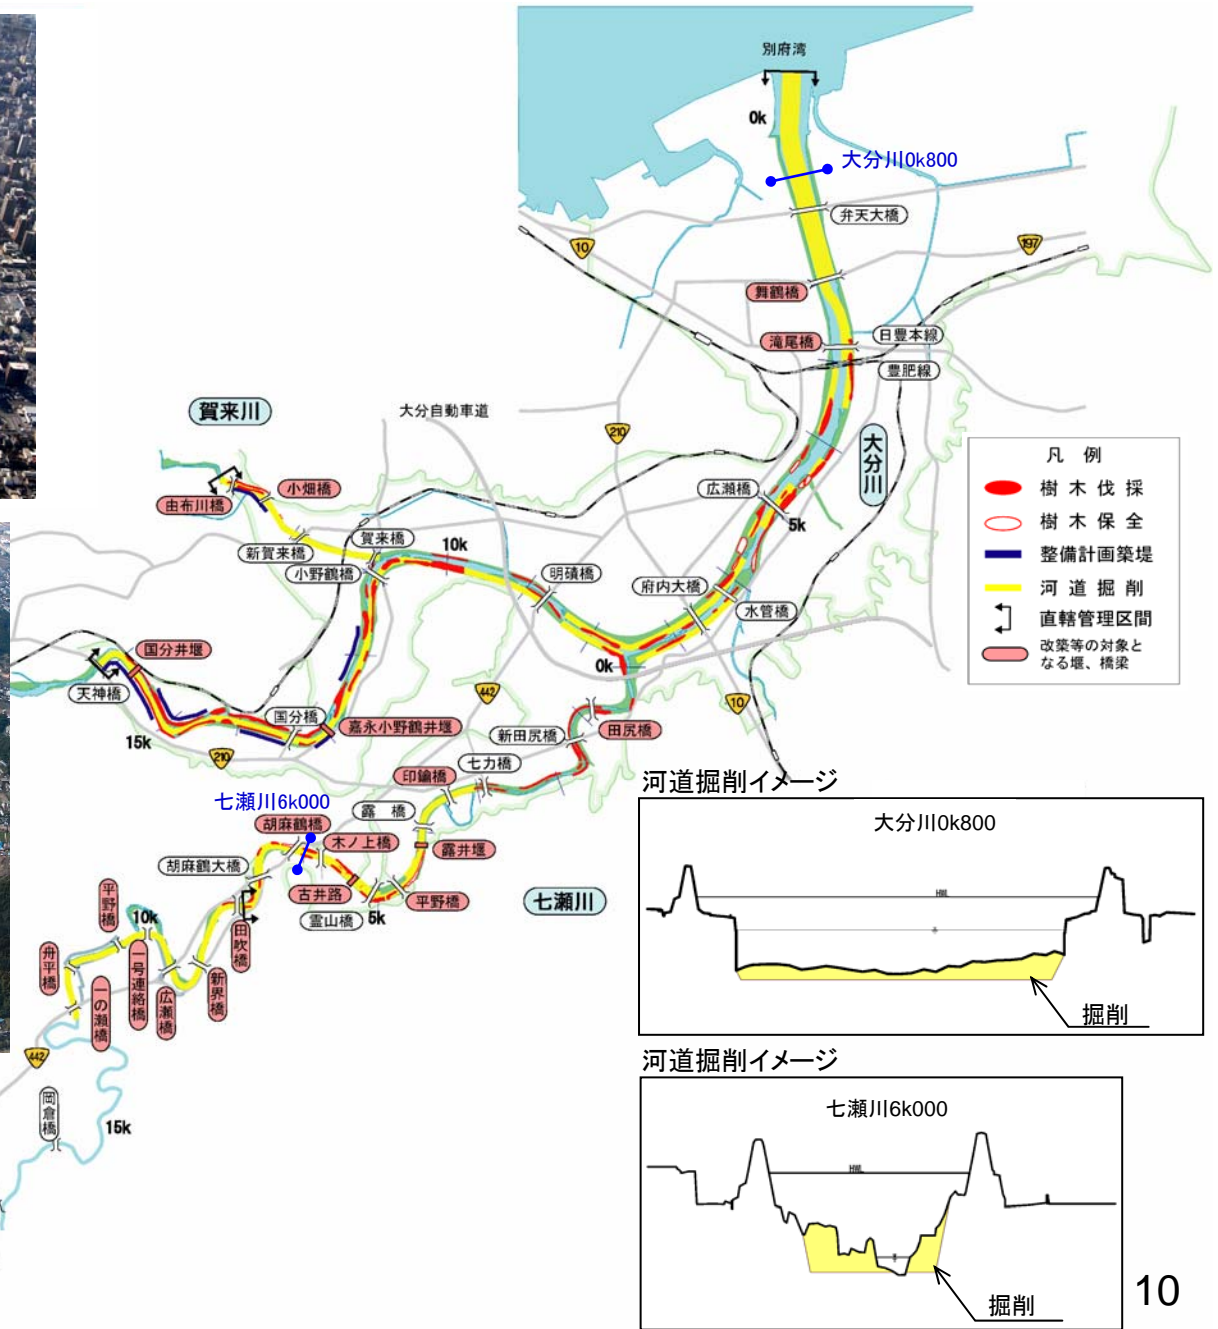 別府湾
0k
大分川0k800
弁天大橋
10
197
舞鶴橋
滝尾橋
日豊本線
豊肥線
賀来川
大分自動車道
210
大分川
小畑橋
由布川橋
広瀬橋
5k
新賀来橋
賀来橋
10k
小野鶴橋
明磧橋
府内大橋
水管橋
0k
国分井堰
天神橋
国分橋
嘉永小野鶴井堰
15k
210
442
10
新田尻橋
田尻橋
七力橋
印鑰橋
七瀬川6k000
露橋
胡麻鶴橋
木ノ上橋
露井堰
胡麻鶴大橋
古井路
平野橋
霊山橋
5k
七瀬川
平野橋
10k
田吹橋
舟平橋
一の瀬橋
一号連絡橋
広瀬橋
新界橋
442
岡倉橋
15k
凡 例
樹木伐採
樹木保全
整備計画築堤
河道掘削
直轄管理区間
改築等の対象と
なる堰、橋梁
河道掘削イメージ
大分川0k800
HWL
掘削
河道掘削イメージ
七瀬川6k000
HWL
掘削
10